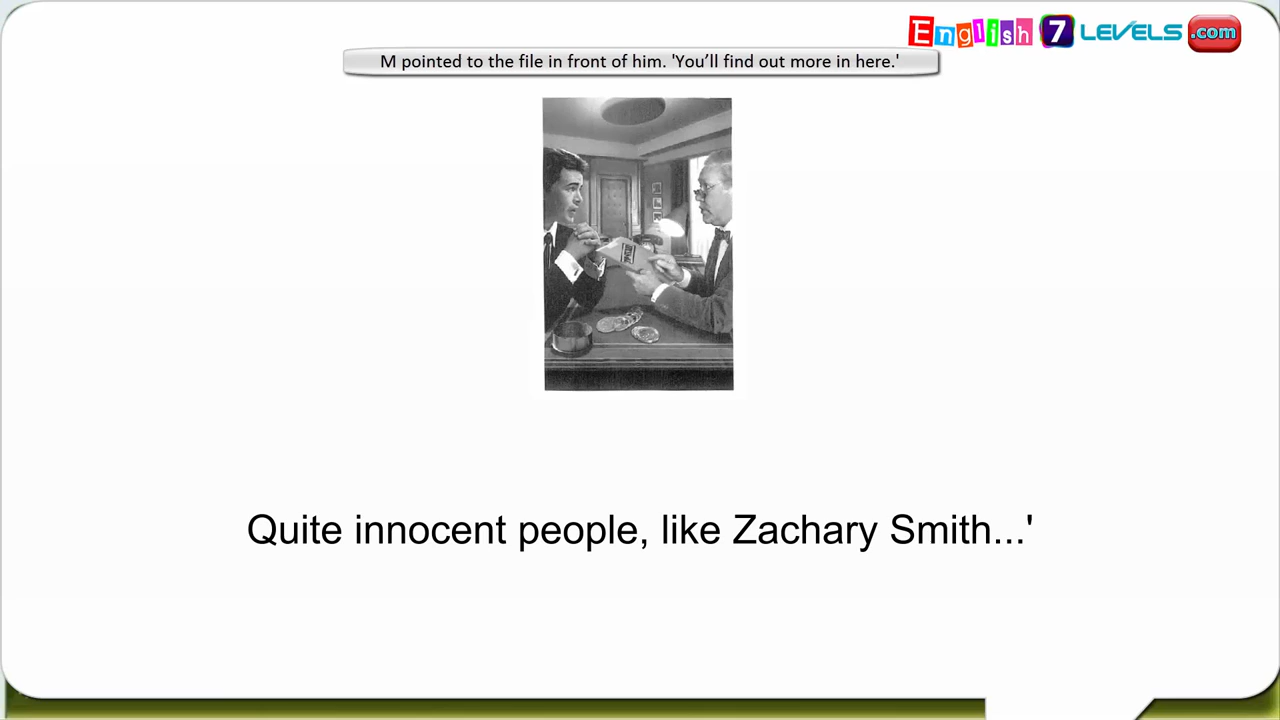 English 7 LEVELS .com
M pointed to the file in front of him. 'You’ll find out more in here.'
Quite innocent people, like Zachary Smith...'